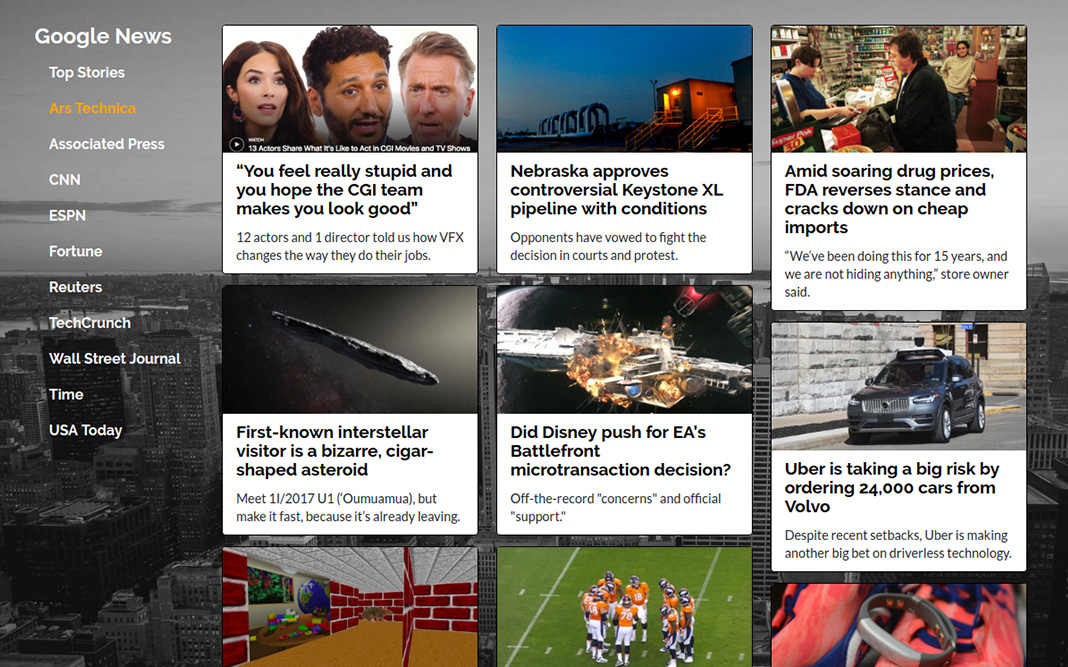 Google News
Top Stories
Ars Technica
Associated Press
CNN
ESPN
Fortune
Reuters
TechCrunch
Wall Street Journal
Time
USA Today
WATCH
13 Actors Share What It's Like to Act in CGI Movies and TV Shows
“You feel really stupid and
you hope the CGI team
makes you look good”
12 actors and 1 director told us how VFX
changes the way they do their jobs.
Nebraska approves
controversial Keystone XL
pipeline with conditions
Opponents have vowed to fight the
decision in courts and protest.
Super Pak
30
Amid soaring drug prices,
FDA reverses stance and
cracks down on cheap
imports
“We’ve been doing this for 15 years, and
we are not hiding anything,” store owner
said.
First-known interstellar
visitor is a bizarre, cigar-
shaped asteroid
Meet 1I/2017 U1 (‘Oumuamua), but
make it fast, because it’s already leaving.
Did Disney push for EA’s
Battlefront
microtransaction decision?
Off-the-record "concerns" and official
"support."
Uber is taking a big risk by
ordering 24,000 cars from
Volvo
Despite recent setbacks, Uber is making
another big bet on driverless technology.
18
78